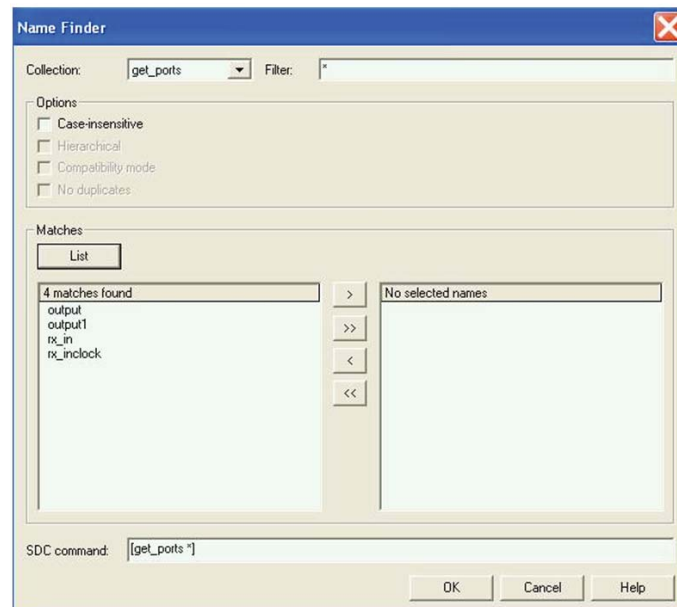 Name Finder
Collection: get_ports Filter: *
Options
Case-insensitive
Hierarchical
Compatibility mode
No duplicates
Matches
List
4 matches found
output
output1
rx_in
rx_inclock
>
>>
<
<<
No selected names
SDC command: [get_ports *]
OK Cancel Help